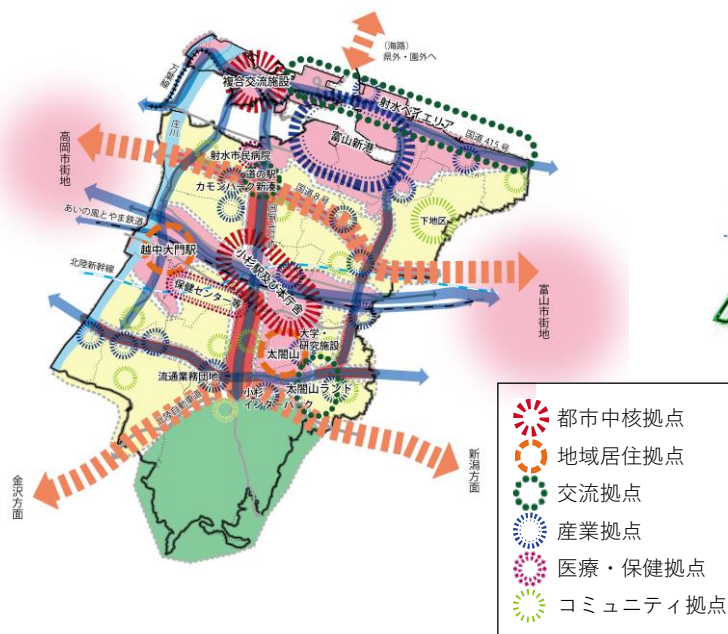 (海路)
県外・圏外へ
万葉線
複合交流施設
射水ベイエリア
国道415号
庄川
富山新港
高岡市街地
射水市民病院
道の駅
カモンパーク新湊
国道8号
下地区
あいの風とやま鉄道
越中大門駅
小杉駅及び本庁舎
北陸新幹線
保健センター等
富山市街地
大学
研究施設
太閤山
流通業務団地
太閤山ランド
小杉
インターパーク
北陸自動車道
金沢方面
新潟方面
都市中核拠点
地域居住拠点
交流拠点
産業拠点
医療・保健拠点
コミュニティ拠点